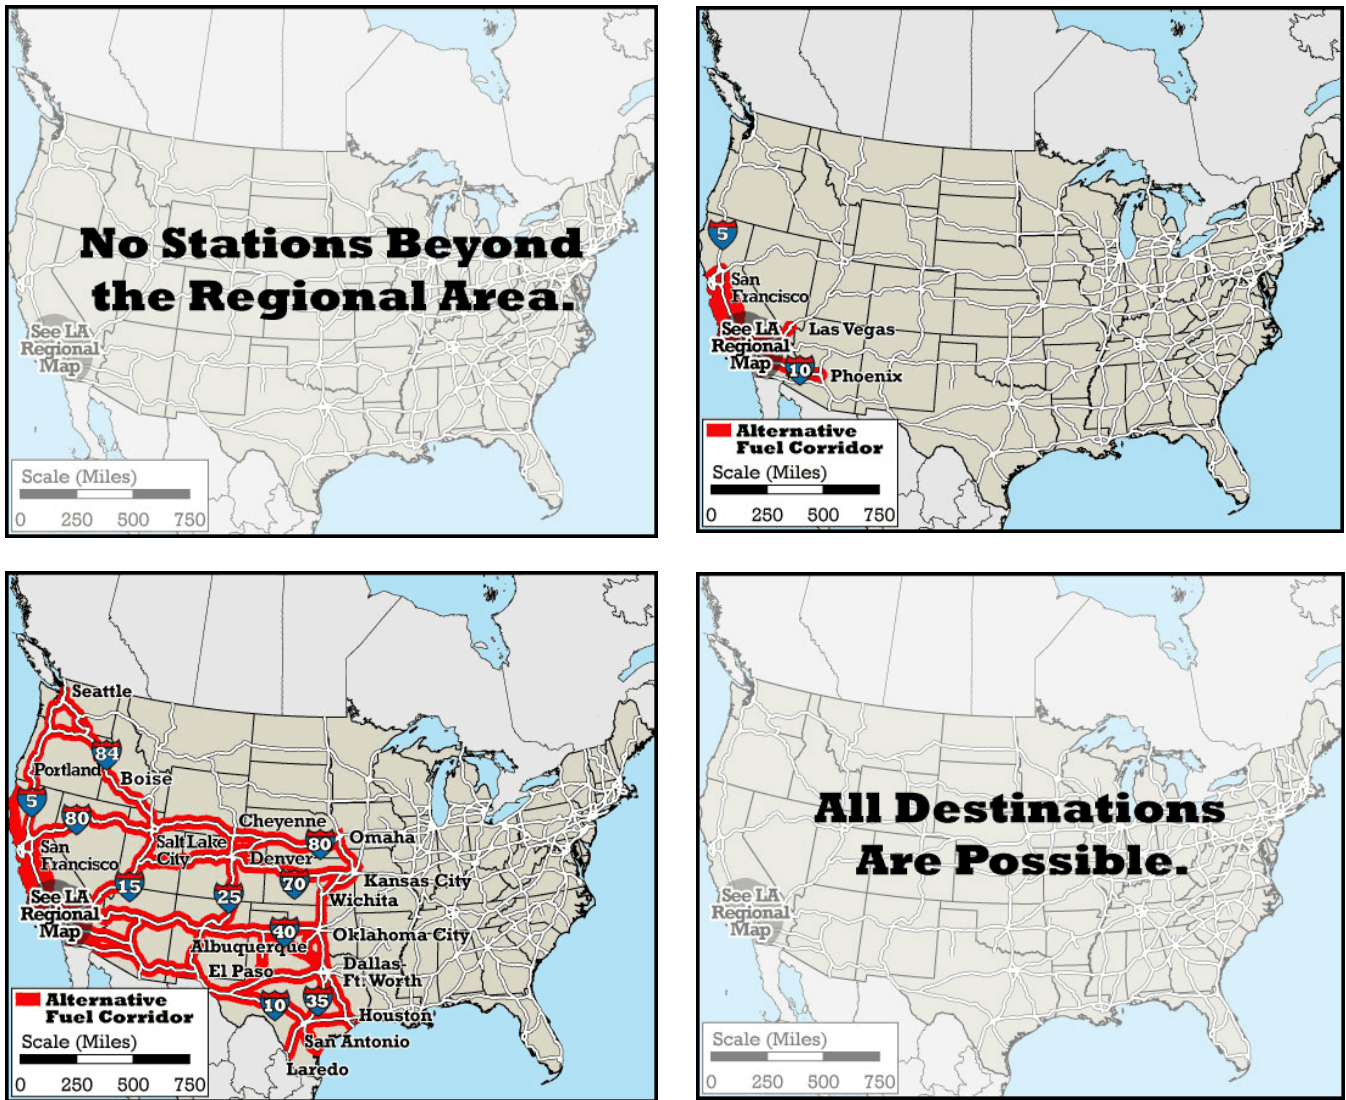 No Stations Beyond
the Regional Area.
See LA
Regional
Map
Scale (Miles)
0 250 500 750
5
San
Francisco
See LA
Regional
Map
Las Vegas
10
Phoenix
Alternative
Fuel Corridor
Scale (Miles)
0 250 500 750
Seattle
84
Portland
Boise
5
80
Cheyenne
San
Francisco
Salt Lake
City
80
Omaha
Denver
15
25
70
Kansas City
Wichita
See LA
Regional
Map
40
Oklahoma City
Albuquerque
El Paso
Dallas-
Ft. Worth
10
35
Houston
San Antonio
Laredo
Alternative
Fuel Corridor
Scale (Miles)
0 250 500 750
All Destinations
Are Possible.
See LA
Regional
Map
Scale (Miles)
0 250 500 750